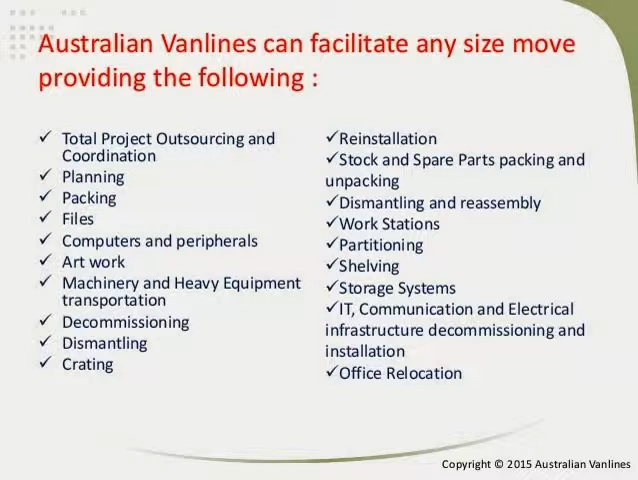 Australian Vanlines can facilitate any size move
providing the following :
✓ Total Project Outsourcing and
Coordination
✓ Planning
✓ Packing
✓ Files
✓ Computers and peripherals
✓ Art work
✓ Machinery and Heavy Equipment
transportation
✓ Decommissioning
✓ Dismantling
✓ Crating
✓Reinstallation
✓Stock and Spare Parts packing and
unpacking
✓Dismantling and reassembly
✓Work Stations
✓Partitioning
✓Shelving
✓Storage Systems
✓IT, Communication and Electrical
infrastructure decommissioning and
installation
✓Office Relocation
Copyright © 2015 Australian Vanlines